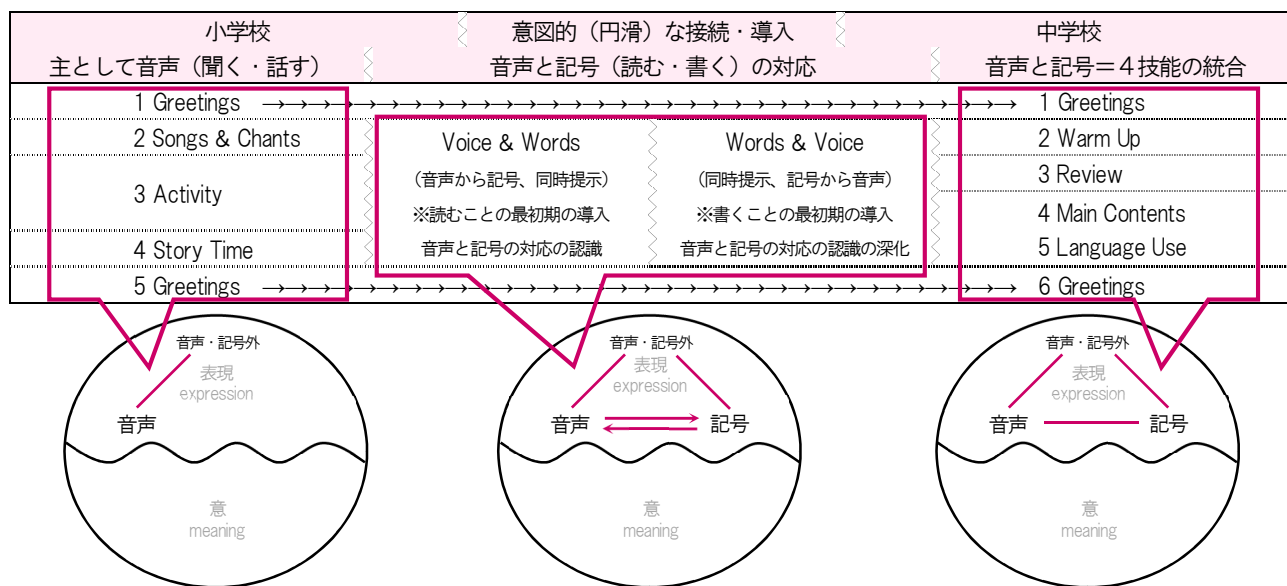 小学校
主として音声（聞く・話す）
意図的（円滑）な接続・導入
音声と記号（読む・書く）の対応
中学校
音声と記号＝４技能の統合
1 Greetings →→→→→→→→→→→→→→→→→→→→→→→→→→→→→→→→→→→→→→→→ 1 Greetings
2 Songs & Chants
3 Activity
4 Story Time
Voice & Words
（音声から記号、同時提示）
※読むことの最初期の導入
音声と記号の対応の認識
Words & Voice
（同時提示、記号から音声）
※書くことの最初期の導入
音声と記号の対応の認識の深化
2 Warm Up
3 Review
4 Main Contents
5 Language Use
5 Greetings →→→→→→→→→→→→→→→→→→→→→→→→→→→→→→→→→→→→→→→→ 6 Greetings
音声・記号外
表現
expression
音声
意
meaning
音声・記号外
表現
expression
音声
記号
意
meaning
音声・記号外
表現
expression
音声
記号
意
meaning